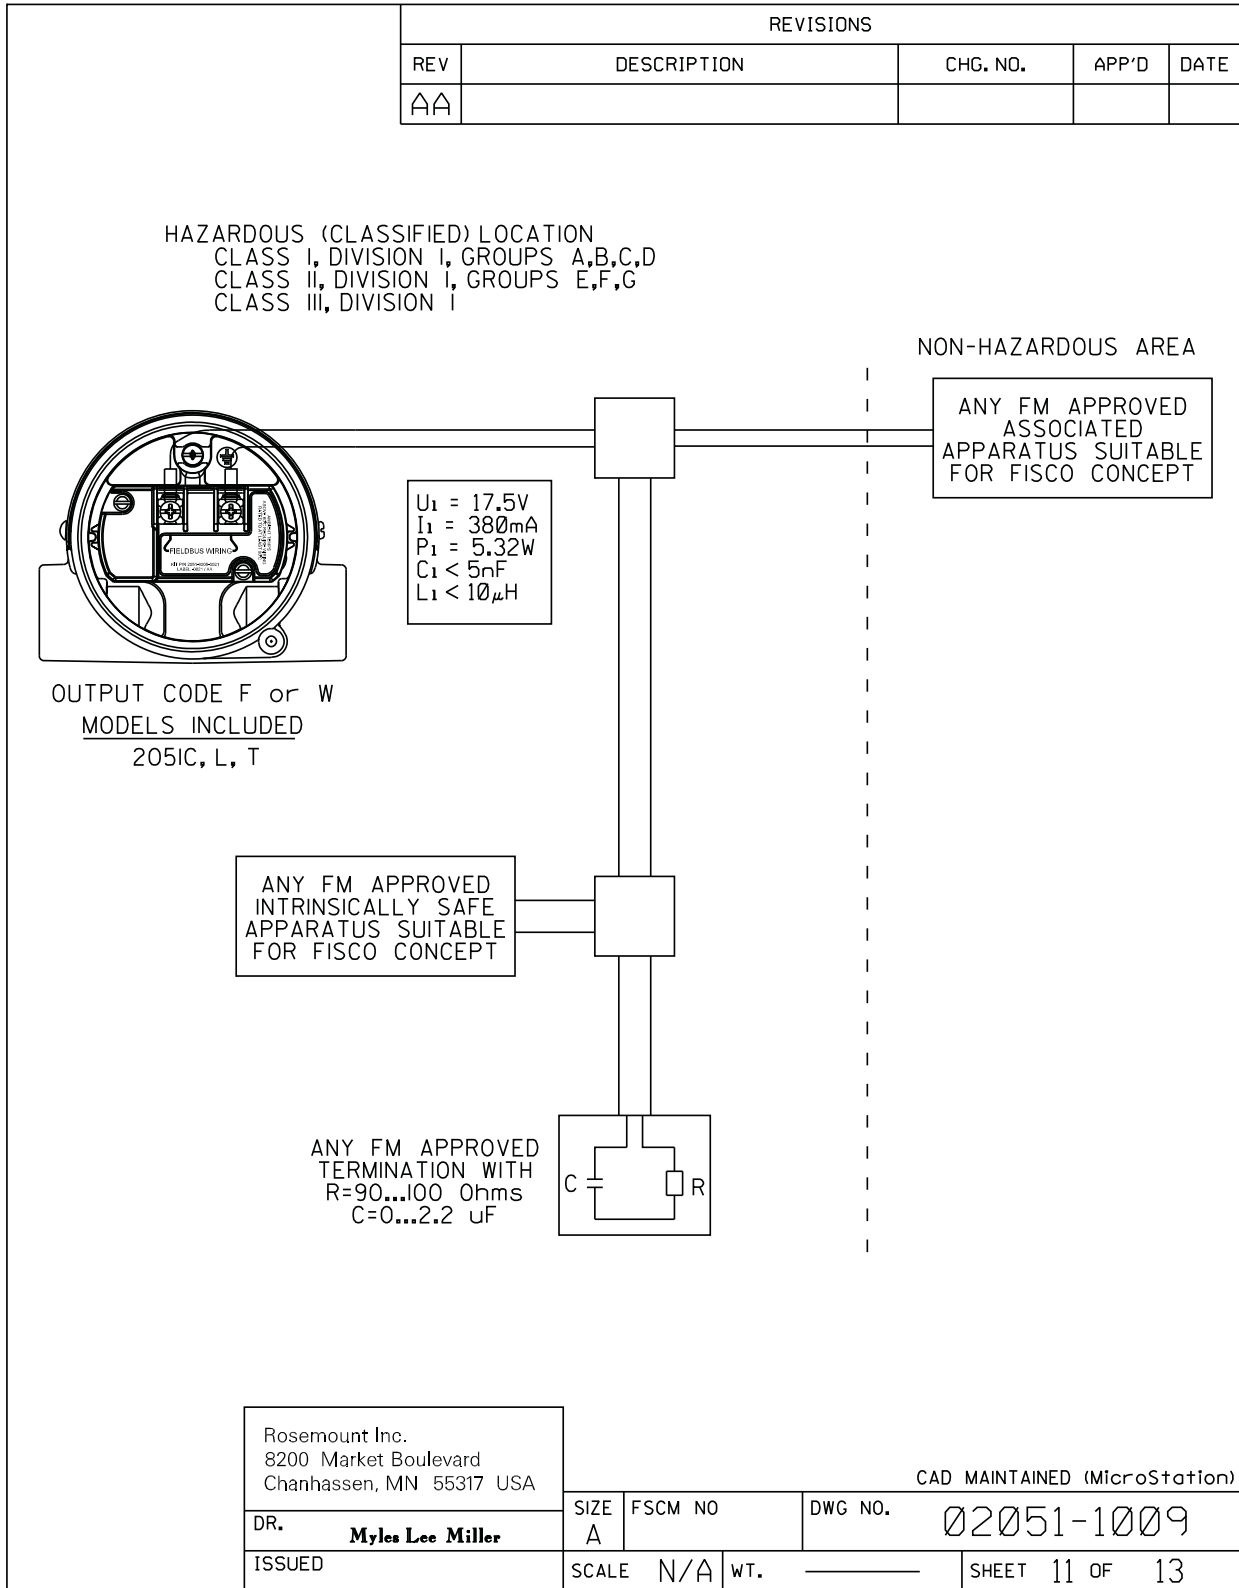 REVISIONS
REV DESCRIPTION CHG. NO. APP'D DATE
AA
HAZARDOUS (CLASSIFIED) LOCATION
CLASS I, DIVISION I, GROUPS A,B,C,D
CLASS II, DIVISION I, GROUPS E,F,G
CLASS III, DIVISION I
NON-HAZARDOUS AREA
ANY FM APPROVED
ASSOCIATED
APPARATUS SUITABLE
FOR FISCO CONCEPT
U1 = 17.5V
I1 = 380mA
P1 = 5.32W
C1 < 5nF
L1 < 10µH
FIELDBUS WIRING
OUTPUT CODE F or W
MODELS INCLUDED
2051C, L, T
ANY FM APPROVED
INTRINSICALLY SAFE
APPARATUS SUITABLE
FOR FISCO CONCEPT
ANY FM APPROVED
TERMINATION WITH
R=90...100 Ohms
C=0...2.2 uF
C R
Rosemount Inc.
8200 Market Boulevard
Chanhassen, MN 55317 USA
CAD MAINTAINED (MicroStation)
DR. Myles Lee Miller
SIZE A
FSCM NO
DWG NO. 02051-1009
ISSUED
SCALE N/A
WT.
SHEET 11 OF 13